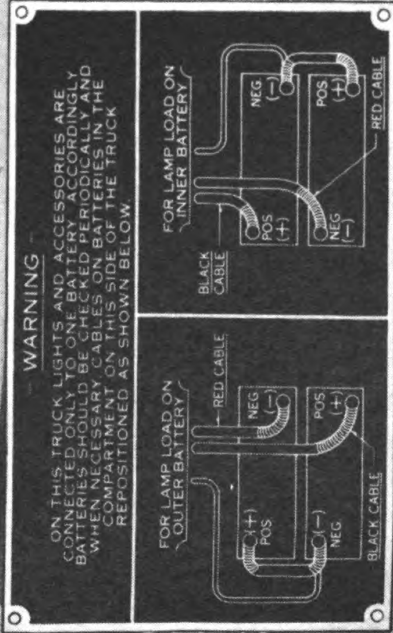 - WARNING -
ON THIS TRUCK LIGHTS AND ACCESSORIES ARE
CONNECTED ONLY TO ONE BATTERY. ACCORDINGLY
BATTERIES SHOULD BE CHECKED PERIODICALLY AND
WHEN NECESSARY CABLES ON BATTERIES IN THE
COMPARTMENT ON THIS SIDE OF THE TRUCK
REPOSITIONED AS SHOWN BELOW.
FOR LAMP LOAD ON
OUTER BATTERY
RED CABLE
(+)
POS
NEG
(-)
(-)
NEG
POS
(+)
BLACK CABLE
FOR LAMP LOAD ON
INNER BATTERY
BLACK
CABLE
POS
(+)
NEG
(-)
NEG
(-)
POS
(+)
RED CABLE